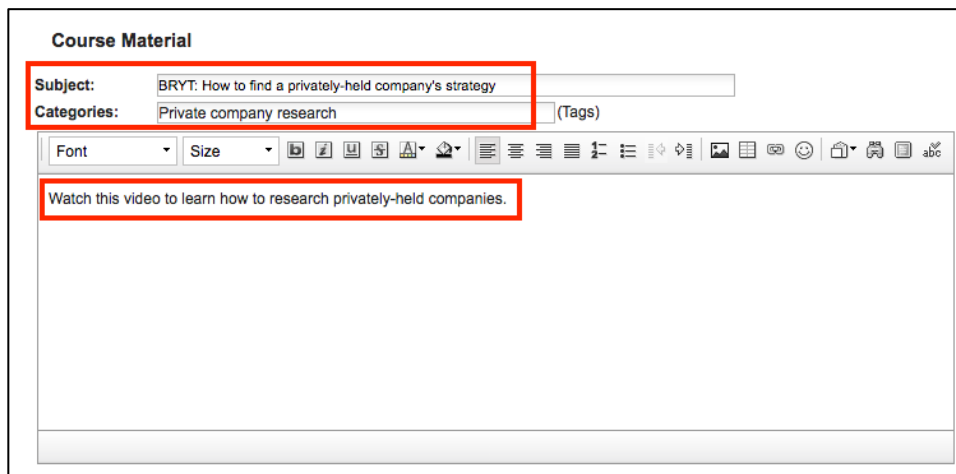 Course Material
Subject: BRYT: How to find a privately-held company's strategy
Categories: Private company research (Tags)
Font Size b i U S A abc
Watch this video to learn how to research privately-held companies.